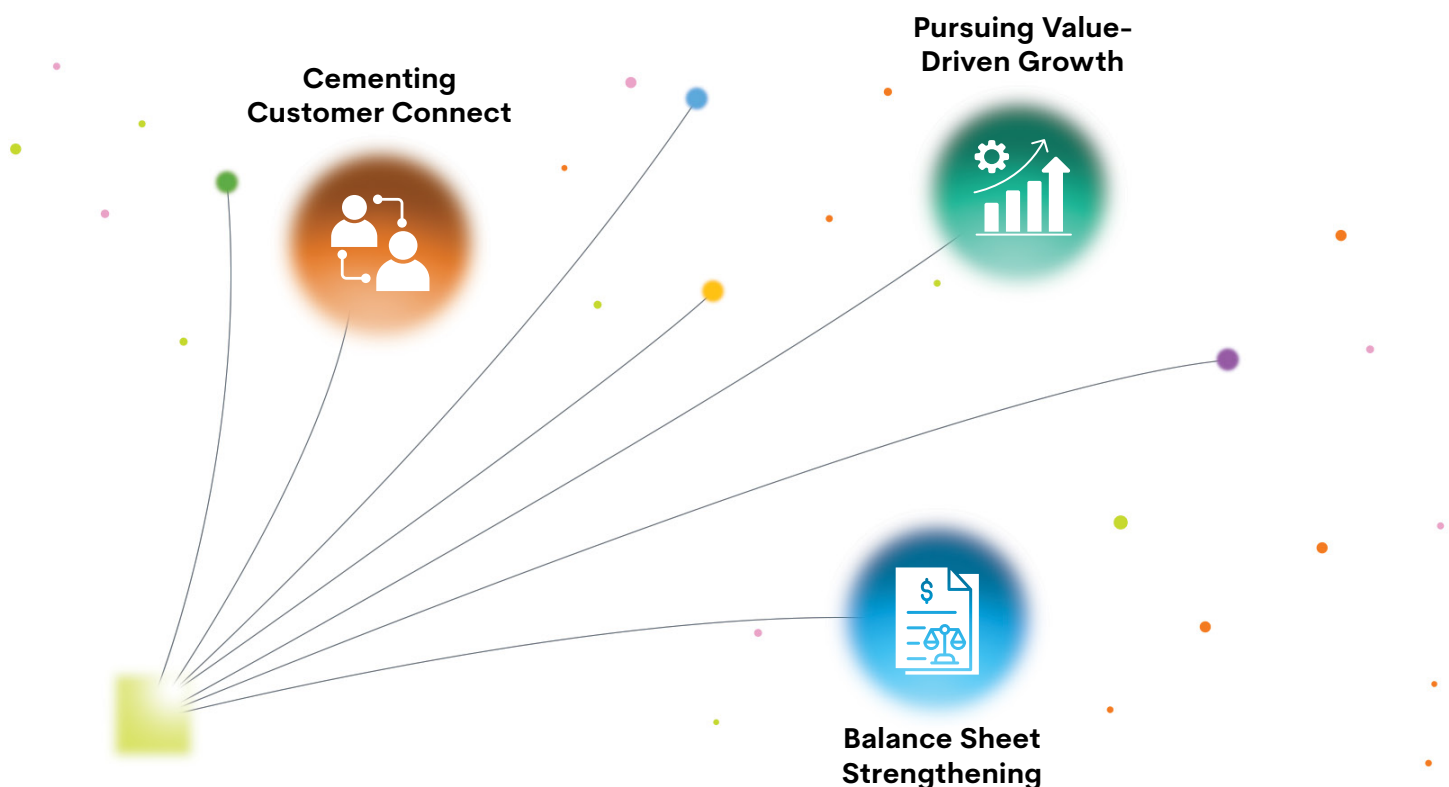 Pursuing Value-
Driven Growth
Cementing
Customer Connect
$
Balance Sheet
Strengthening